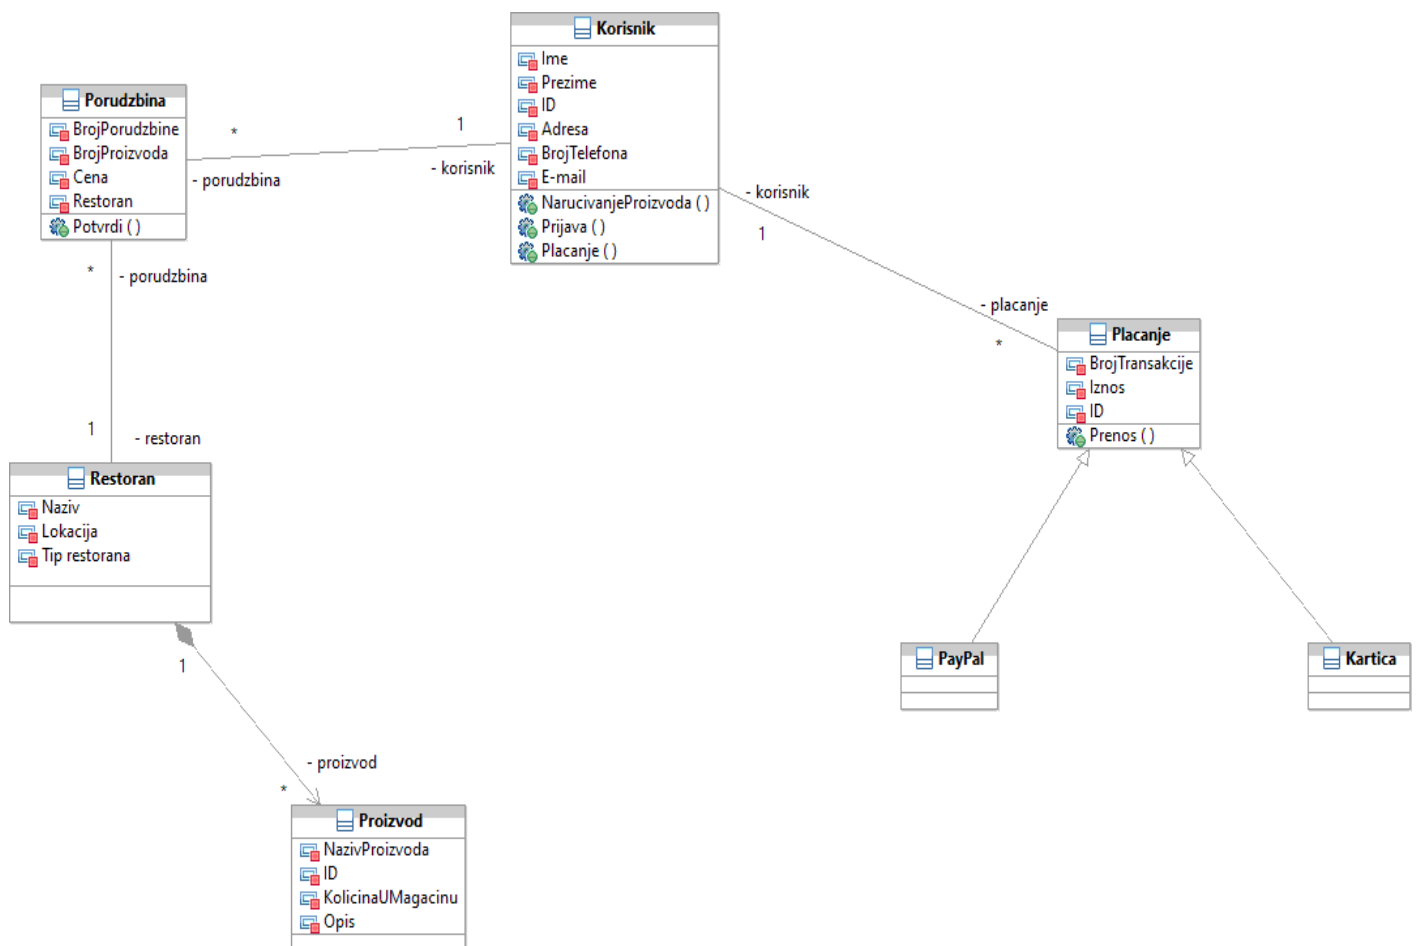 Korisnik
Ime
Prezime
ID
Adresa
BrojTelefona
E-mail
NarucivanjeProizvoda ( )
Prijava ( )
Placanje ( )
Porudzbina
BrojPorudzbine
BrojProizvoda
Cena
Restoran
Potvrdi ( )
*
1
- porudzbina
- korisnik
- korisnik
1
- placanje
*
Placanje
BrojTransakcije
Iznos
ID
Prenos ( )
*
- porudzbina
1
- restoran
Restoran
Naziv
Lokacija
Tip restorana
1
- proizvod
*
PayPal
Kartica
Proizvod
NazivProizvoda
ID
KolicinaUMagacinu
Opis